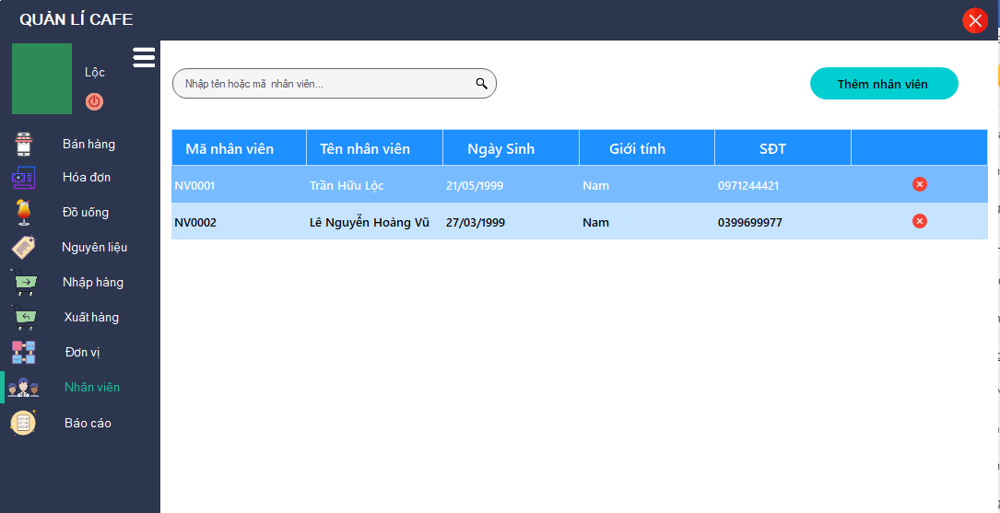 QUẢN LÍ CAFE
Lộc
Bán hàng
Hóa đơn
Đồ uống
Nguyên liệu
Nhập hàng
Xuất hàng
Đơn vị
Nhân viên
Báo cáo
Nhập tên hoặc mã nhân viên...
Thêm nhân viên
Mã nhân viên Tên nhân viên Ngày Sinh Giới tính SĐT
NV0001 Trần Hữu Lộc 21/05/1999 Nam 0971244421
NV0002 Lê Nguyễn Hoàng Vũ 27/03/1999 Nam 0399699977